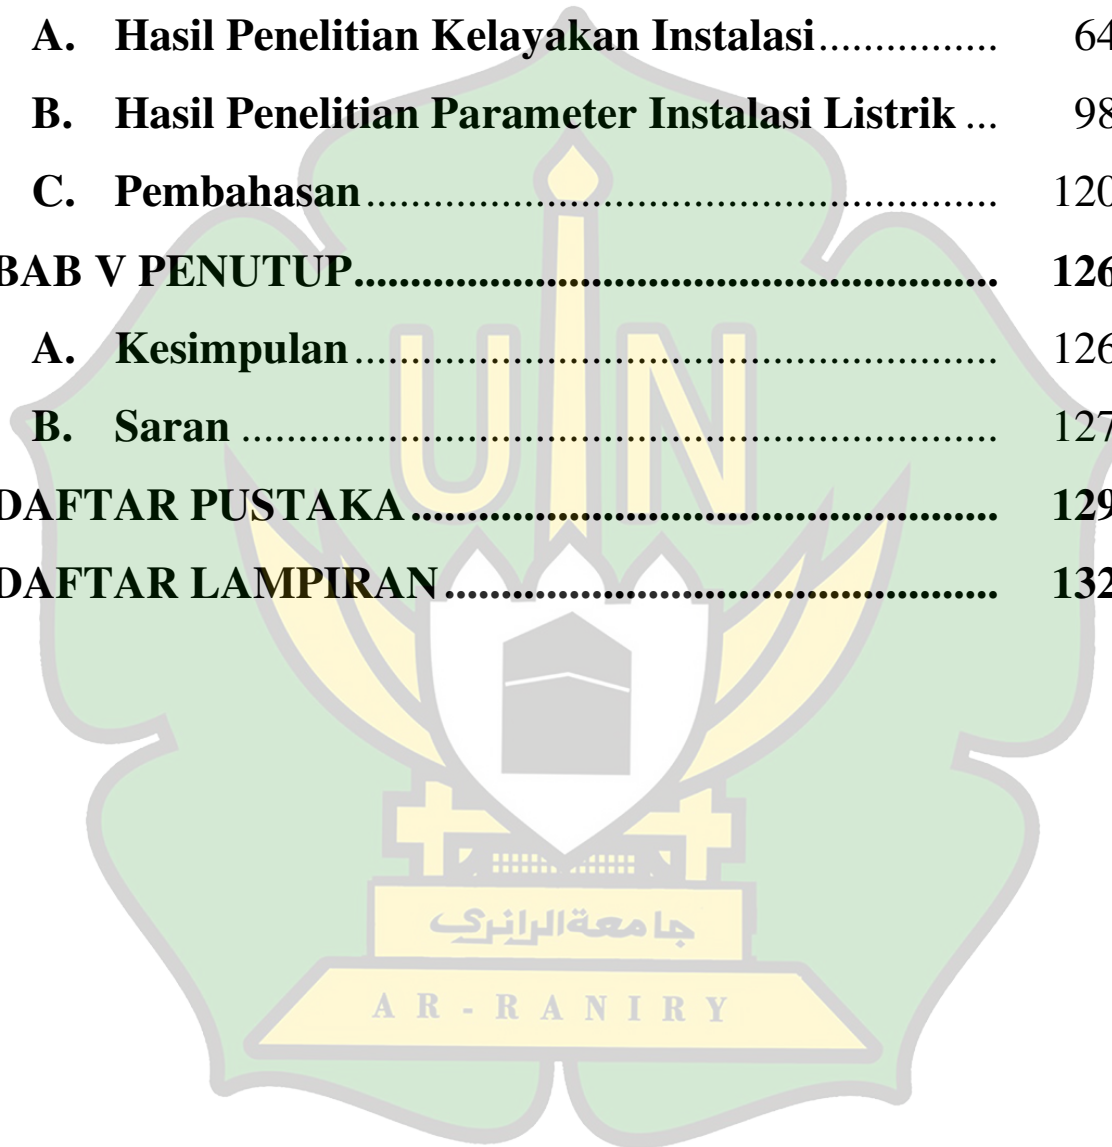 A. Hasil Penelitian Kelayakan Instalasi................ 64
B. Hasil Penelitian Parameter Instalasi Listrik ... 98
C. Pembahasan......................................................... 120
BAB V PENUTUP.......................................................... 126
A. Kesimpulan.......................................................... 126
B. Saran .................................................................... 127
DAFTAR PUSTAKA..................................................... 129
DAFTAR LAMPIRAN.................................................. 132
UIN
جامعة الرانري
AR-RANIRY